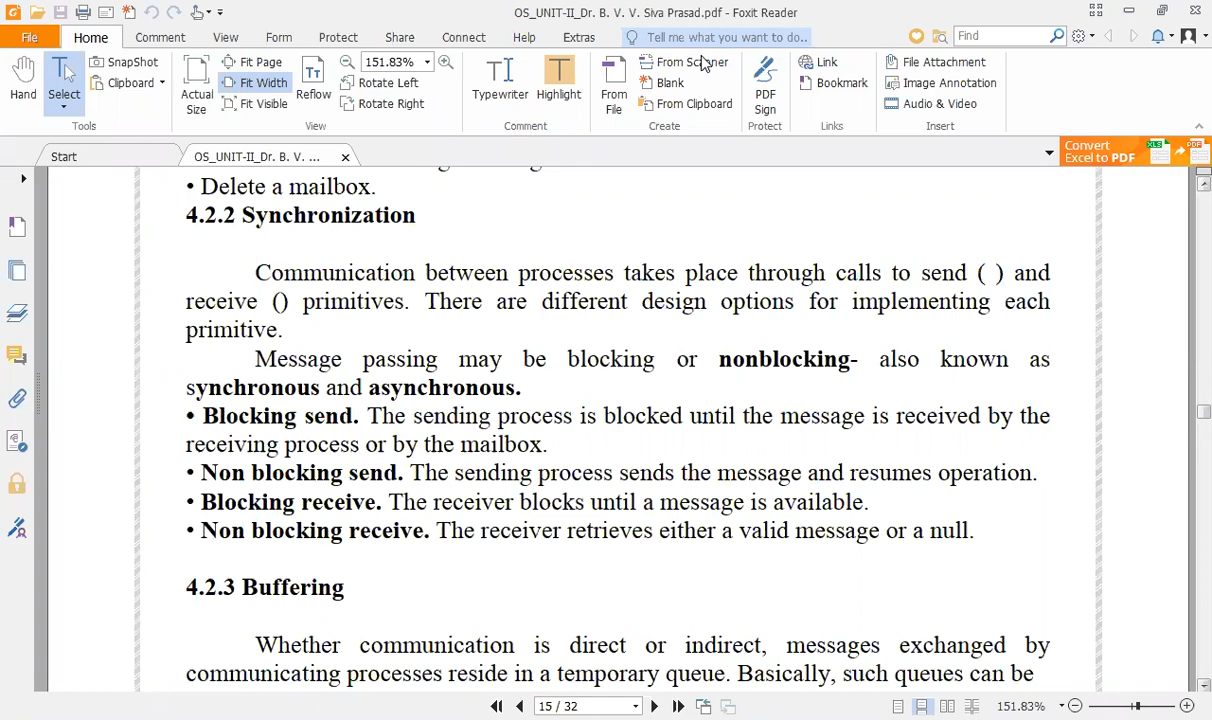 OS_UNIT-II_Dr. B. V. V. Siva Prasad.pdf - Foxit Reader
File Home Comment View Form Protect Share Connect Help Extras Tell me what you want to do.. Find
Hand
Select
SnapShot
Clipboard
Tools
Actual Size
Fit Page
Fit Width
Fit Visible
Reflow
151.83%
Rotate Left
Rotate Right
View
Typewriter
Highlight
Comment
From File
From Scanner
Blank
From Clipboard
Create
PDF Sign
Protect
Link
Bookmark
Links
File Attachment
Image Annotation
Audio & Video
Insert
Start
OS_UNIT-II_Dr. B. V. V. ...
Convert
Excel to PDF
XLS
PDF
• Delete a mailbox.
4.2.2 Synchronization
Communication between processes takes place through calls to send ( ) and
receive () primitives. There are different design options for implementing each
primitive.
Message passing may be blocking or nonblocking- also known as
synchronous and asynchronous.
• Blocking send. The sending process is blocked until the message is received by the
receiving process or by the mailbox.
• Non blocking send. The sending process sends the message and resumes operation.
• Blocking receive. The receiver blocks until a message is available.
• Non blocking receive. The receiver retrieves either a valid message or a null.
4.2.3 Buffering
Whether communication is direct or indirect, messages exchanged by
communicating processes reside in a temporary queue. Basically, such queues can be
15 / 32
151.83%